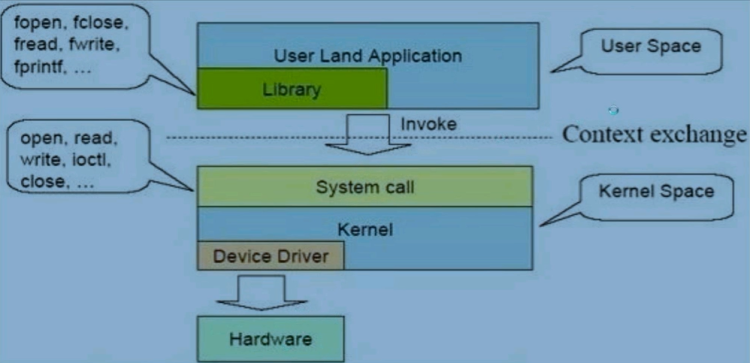 fopen, fclose,
fread, fwrite,
fprintf, ...
User Land Application
Library
User Space
Invoke
Context exchange
open, read,
write, ioctl,
close, ...
System call
Kernel Space
Kernel
Device Driver
Hardware